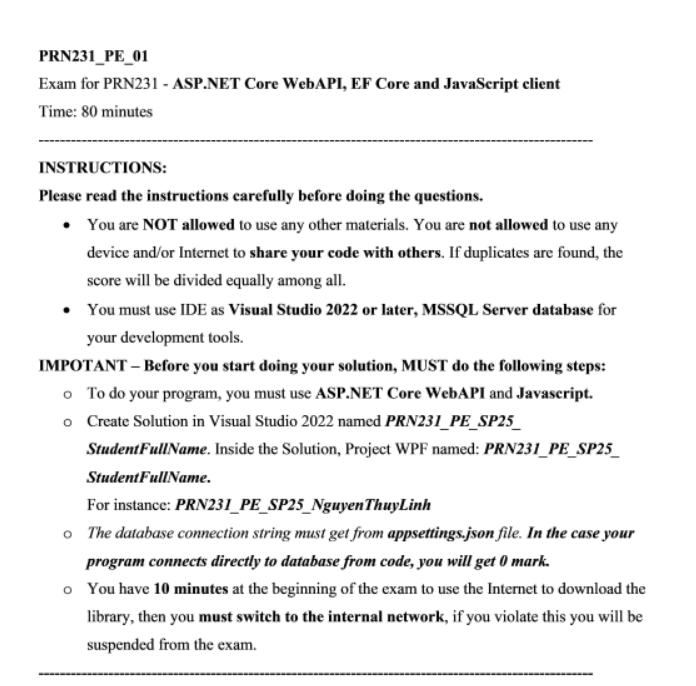 PRN231_PE_01
Exam for PRN231 - ASP.NET Core WebAPI, EF Core and JavaScript client
Time: 80 minutes
--------------------------------------------------------------------------------------------------------
INSTRUCTIONS:
Please read the instructions carefully before doing the questions.
• You are NOT allowed to use any other materials. You are not allowed to use any
device and/or Internet to share your code with others. If duplicates are found, the
score will be divided equally among all.
• You must use IDE as Visual Studio 2022 or later, MSSQL Server database for
your development tools.
IMPOTANT – Before you start doing your solution, MUST do the following steps:
o To do your program, you must use ASP.NET Core WebAPI and Javascript.
o Create Solution in Visual Studio 2022 named PRN231_PE_SP25_
StudentFullName. Inside the Solution, Project WPF named: PRN231_PE_SP25_
StudentFullName.
For instance: PRN231_PE_SP25_NguyenThuyLinh
o The database connection string must get from appsettings.json file. In the case your
program connects directly to database from code, you will get 0 mark.
o You have 10 minutes at the beginning of the exam to use the Internet to download the
library, then you must switch to the internal network, if you violate this you will be
suspended from the exam.
--------------------------------------------------------------------------------------------------------